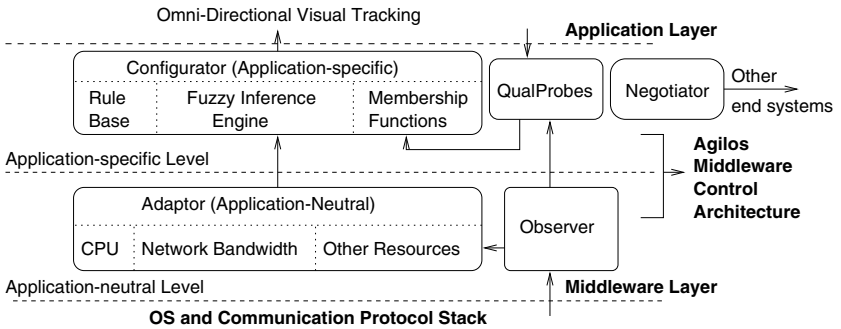 Omni-Directional Visual Tracking
Application Layer
Configurator (Application-specific)
Rule
Base
Fuzzy Inference
Engine
Membership
Functions
QualProbes
Negotiator
Other
end systems
Application-specific Level
Agilos
Middleware
Control
Architecture
Adaptor (Application-Neutral)
CPU
Network Bandwidth
Other Resources
Observer
Application-neutral Level
Middleware Layer
OS and Communication Protocol Stack